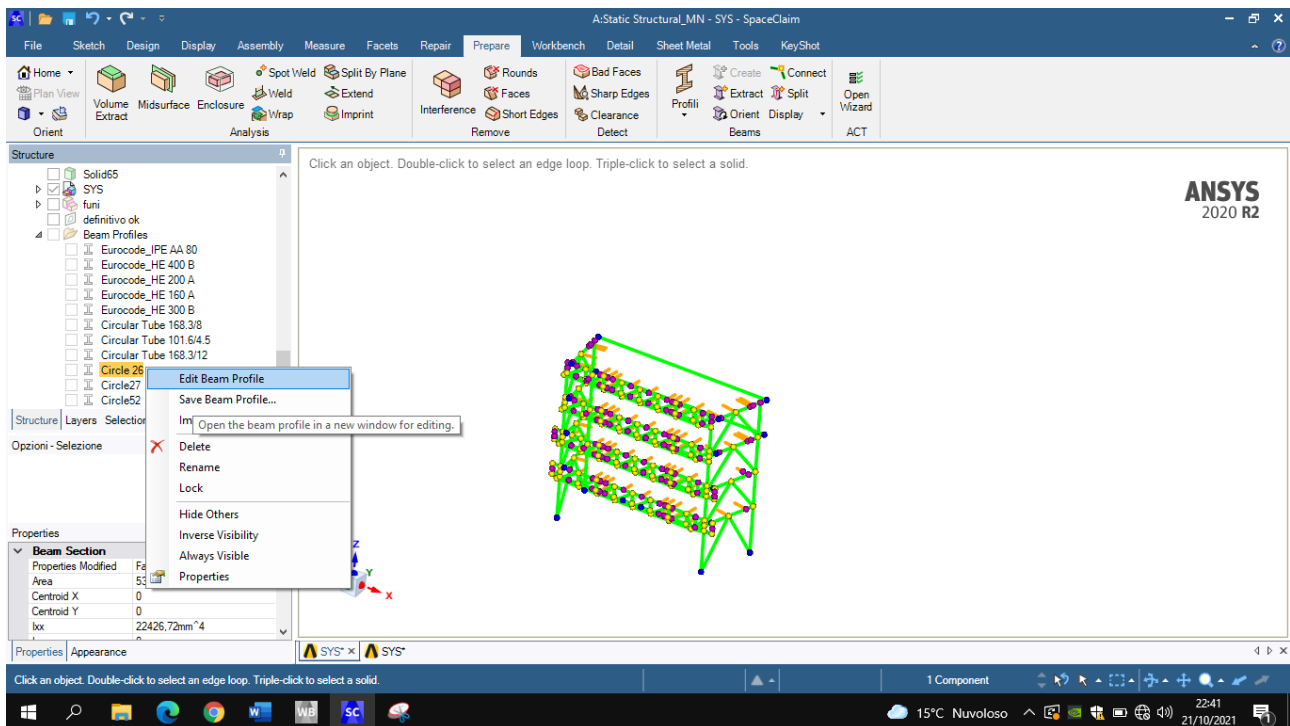 A:Static Structural_MN - SYS - SpaceClaim
File Sketch Design Display Assembly Measure Facets Repair Prepare Workbench Detail Sheet Metal Tools KeyShot
Home
Plan View
Orient
Volume Extract
Midsurface
Enclosure
Spot Weld
Weld
Wrap
Split By Plane
Extend
Imprint
Analysis
Interference
Rounds
Faces
Short Edges
Remove
Bad Faces
Sharp Edges
Clearance
Detect
Profili
Create
Extract
Orient
Connect
Split
Display
Beams
Open Wizard
ACT
Structure
Solid65
SYS
funi
definitivo ok
Beam Profiles
Eurocode_IPE AA 80
Eurocode_HE 400 B
Eurocode_HE 200 A
Eurocode_HE 160 A
Eurocode_HE 300 B
Circular Tube 168.3/8
Circular Tube 101.6/4.5
Circular Tube 168.3/12
Circle 26
Circle27
Circle52
Structure Layers Selection
Opzioni - Selezione
Edit Beam Profile
Save Beam Profile...
Im
Open the beam profile in a new window for editing.
Delete
Rename
Lock
Hide Others
Inverse Visibility
Always Visible
Properties
Properties
Beam Section
Properties Modified Fa
Area 53
Centroid X 0
Centroid Y 0
Ixx 22426,72mm^4
Properties Appearance
Click an object. Double-click to select an edge loop. Triple-click to select a solid.
ANSYS
2020 R2
Z
Y
X
SYS* SYS*
Click an object. Double-click to select an edge loop. Triple-click to select a solid.
1 Component
WB
SC
15°C Nuvoloso
22:41
21/10/2021